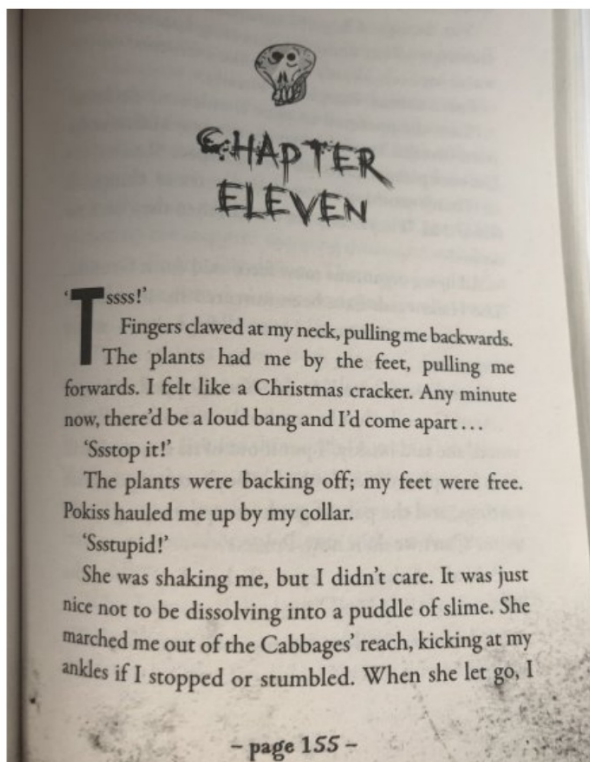 CHAPTER
ELEVEN
‘Tssss!’
Fingers clawed at my neck, pulling me backwards.
The plants had me by the feet, pulling me
forwards. I felt like a Christmas cracker. Any minute
now, there’d be a loud bang and I’d come apart...
‘Ssstop it!’
The plants were backing off; my feet were free.
Pokiss hauled me up by my collar.
‘Ssstupid!’
She was shaking me, but I didn’t care. It was just
nice not to be dissolving into a puddle of slime. She
marched me out of the Cabbages’ reach, kicking at my
ankles if I stopped or stumbled. When she let go, I
– page 155 –